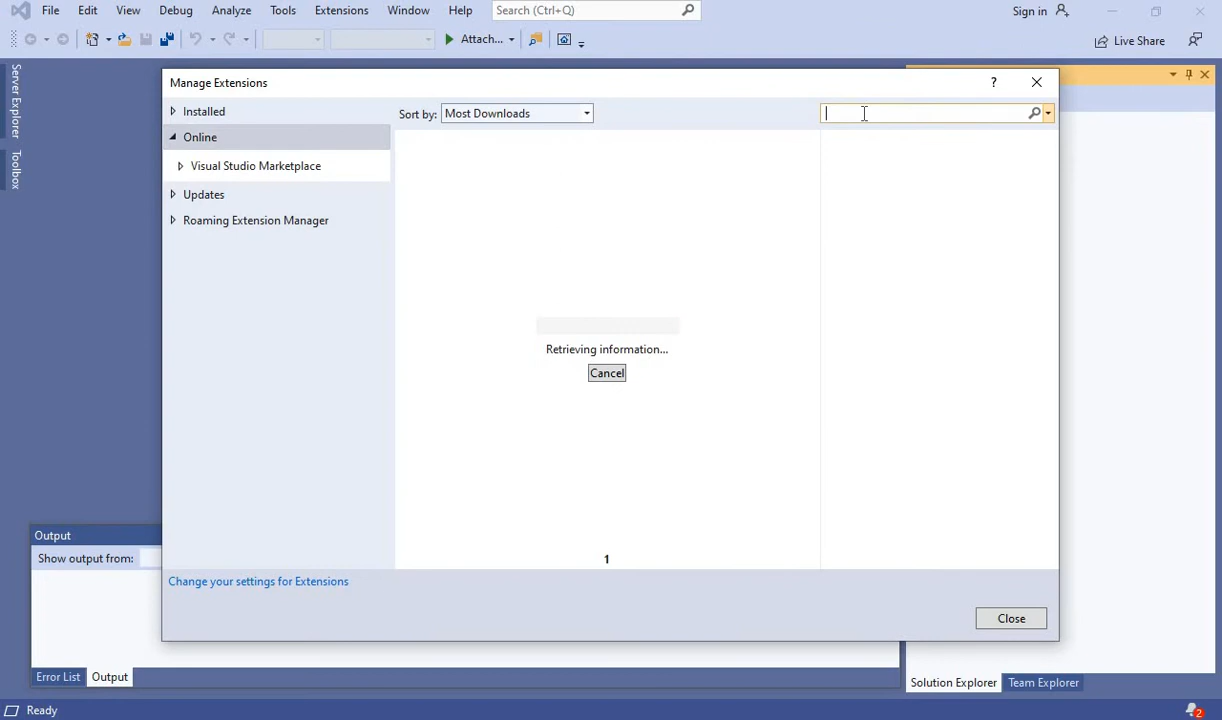 File Edit View Debug Analyze Tools Extensions Window Help Search (Ctrl+Q) Sign in
Attach... Live Share
Server Explorer
Toolbox
Manage Extensions ?
Installed
Online
Visual Studio Marketplace
Updates
Roaming Extension Manager
Sort by: Most Downloads
Retrieving information...
Cancel
1
Change your settings for Extensions
Close
Output
Show output from:
Error List Output
Solution Explorer Team Explorer
Ready 2